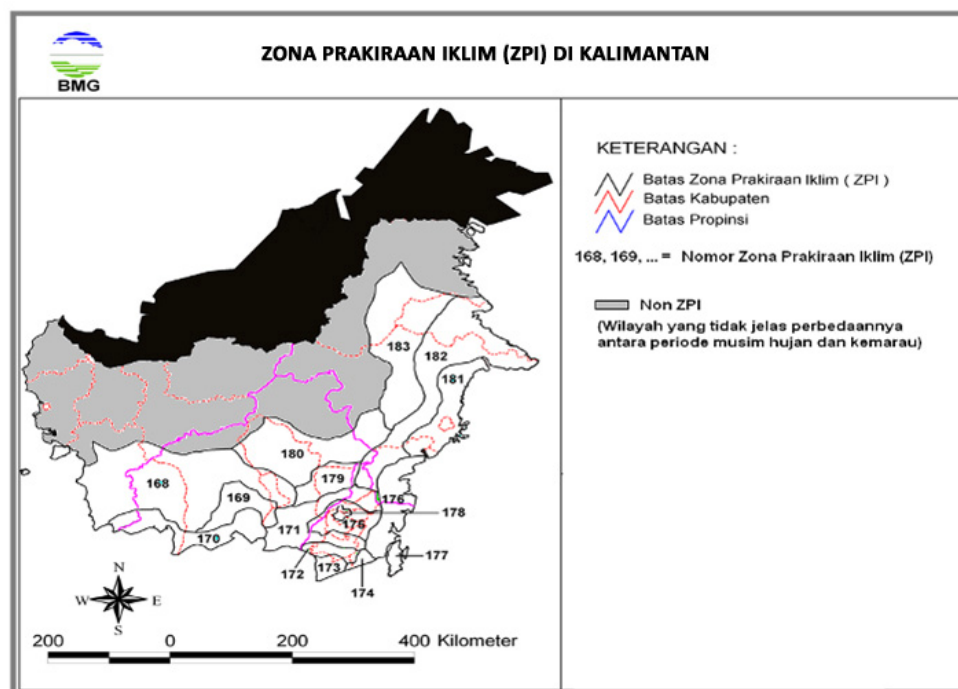 ZONA PRAKIRAAN IKLIM (ZPI) DI KALIMANTAN
BMG
KETERANGAN :
Batas Zona Prakiraan Iklim ( ZPI )
Batas Kabupaten
Batas Propinsi
168, 169, ... = Nomor Zona Prakiraan Iklim (ZPI)
Non ZPI
(Wilayah yang tidak jelas perbedaannya
antara periode musim hujan dan kemarau)
183
182
181
180
179
168
169
176
178
175
171
170
177
172
173
174
N
W
E
S
200 0 200 400 Kilometer